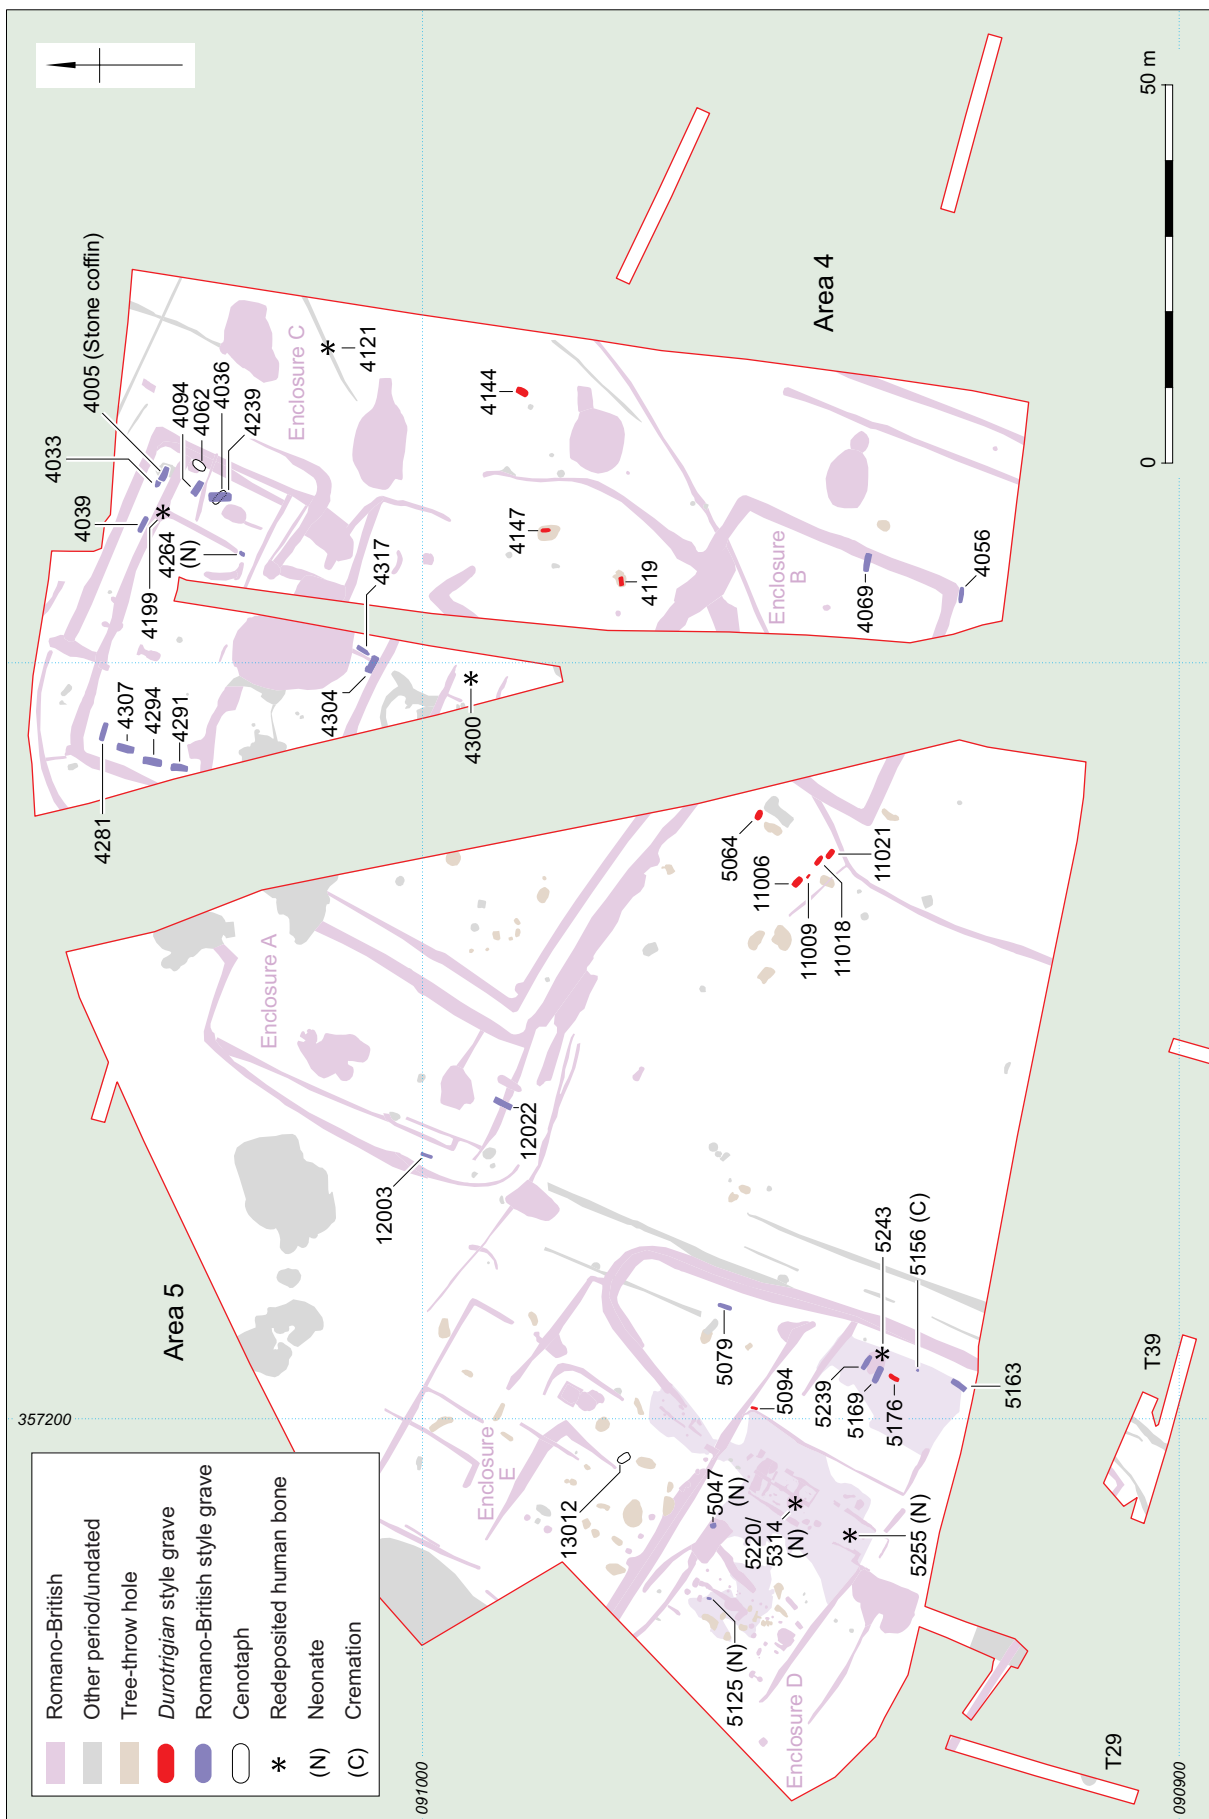 Romano-British
Other period/undated
Tree-throw hole
Durotrigian style grave
Romano-British style grave
Cenotaph
* Redeposited human bone
(N) Neonate
(C) Cremation
357200
091000
090900
Area 5
Area 4
0 50 m
Enclosure A
Enclosure
B
Enclosure C
Enclosure D
Enclosure
E
4005 (Stone coffin)
4033
4039
4094
4062
4036
4239
4199
4264
(N)
4121
4281
4307
4294
4291
4304
4317
4300
4144
4147
4119
4069
4056
5064
11006
11009
11018
11021
12003
12022
13012
5079
5094
5047
(N)
5220/
5314
(N)
5125 (N)
5255 (N)
5239
5169
5176
5243
5156 (C)
5163
T39
T29